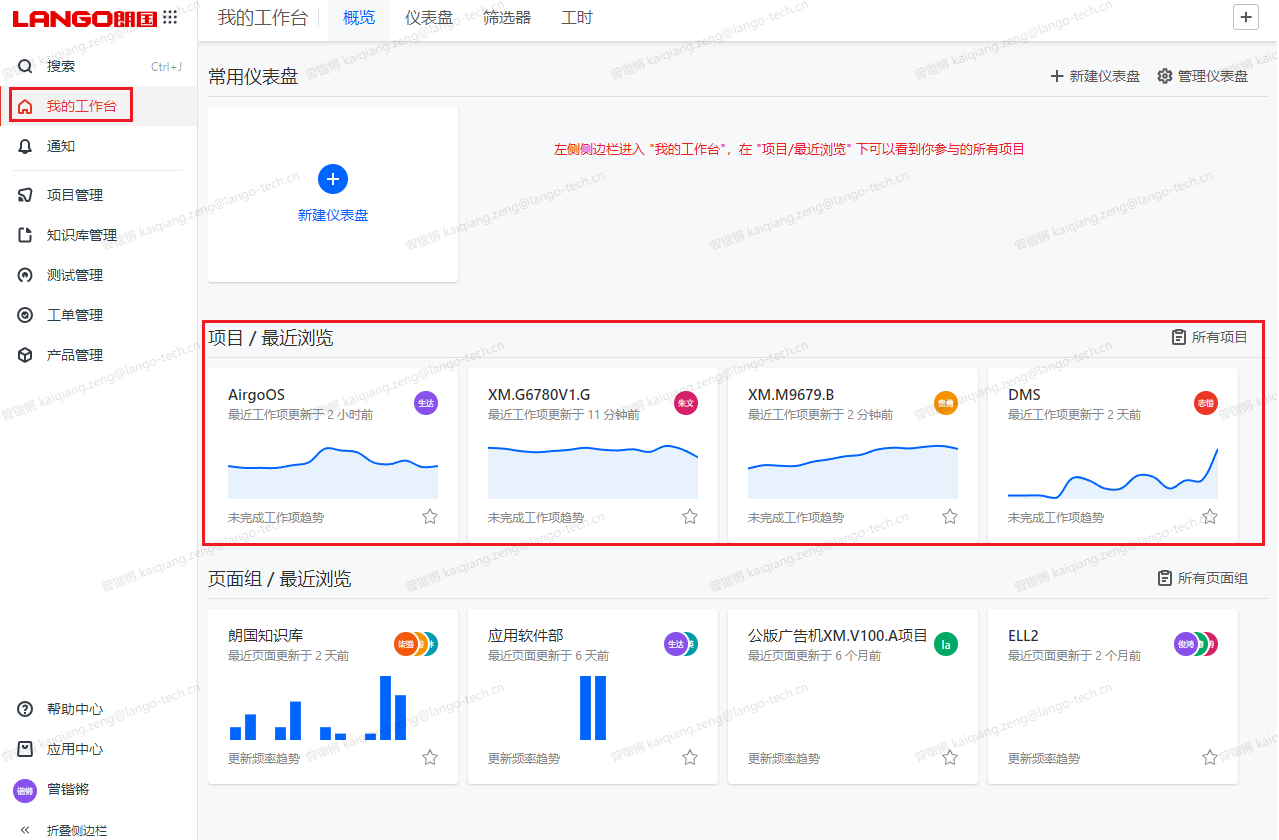 LANGO朗国
我的工作台
概览
仪表盘
筛选器
工时
搜索
Ctrl+J
我的工作台
通知
项目管理
知识库管理
测试管理
工单管理
产品管理
帮助中心
应用中心
曾锴锵
折叠侧边栏
常用仪表盘
新建仪表盘
管理仪表盘
新建仪表盘
左侧侧边栏进入 "我的工作台"，在 "项目/最近浏览" 下可以看到你参与的所有项目
项目 / 最近浏览
所有项目
AirgoOS
最近工作项更新于 2 小时前
生达
未完成工作项趋势
XM.G6780V1.G
最近工作项更新于 11 分钟前
朱文
未完成工作项趋势
XM.M9679.B
最近工作项更新于 2 分钟前
未完成工作项趋势
DMS
最近工作项更新于 2 天前
志恒
未完成工作项趋势
页面组 / 最近浏览
所有页面组
朗国知识库
最近页面更新于 2 天前
更新频率趋势
应用软件部
最近页面更新于 6 天前
生达
更新频率趋势
公版广告机XM.V100.A项目
最近页面更新于 6 个月前
la
更新频率趋势
ELL2
最近页面更新于 2 个月前
俊鸿
更新频率趋势
曾锴锵 kaiqiang.zeng@lango-tech.cn